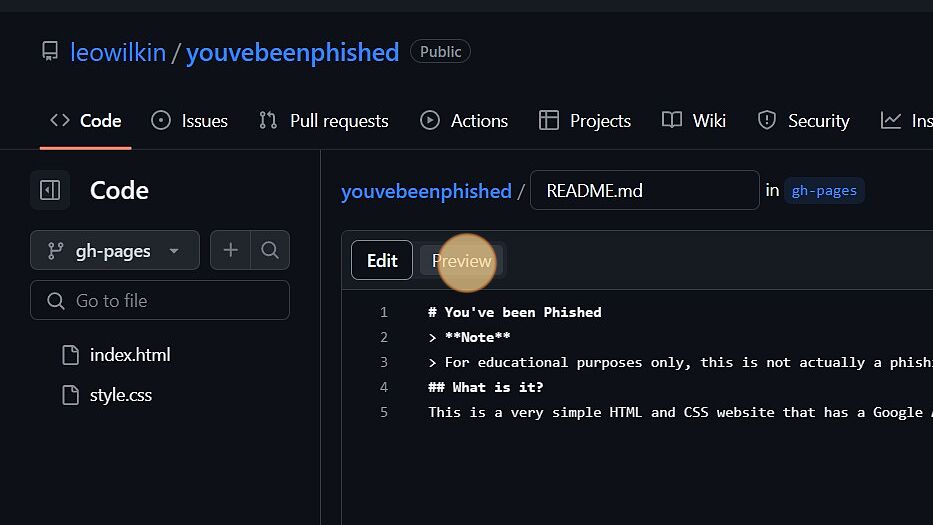 leowilkin / youvebeenphished Public
Code Issues Pull requests Actions Projects Wiki Security Ins
Code
youvebeenphished / README.md in gh-pages
gh-pages
Edit Preview
Go to file
1 # You've been Phished
2 > **Note**
3 > For educational purposes only, this is not actually a phish
4 ## What is it?
5 This is a very simple HTML and CSS website that has a Google
index.html
style.css